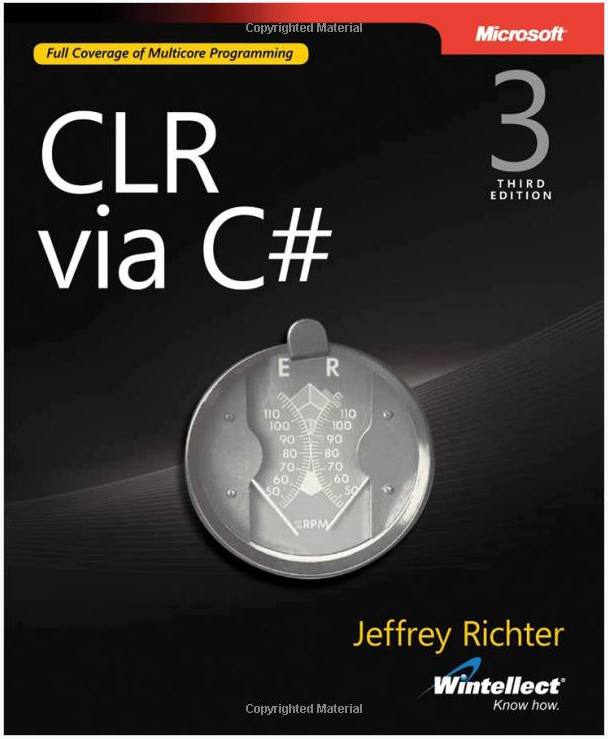 Copyrighted Material
Full Coverage of Multicore Programming
Microsoft
3
THIRD
EDITION
CLR
via C#
E R
110 110
100 100
90 90
80 80
70 70
60 60
50 50
%RPM
Jeffrey Richter
Wintellect®
Know how.
Copyrighted Material